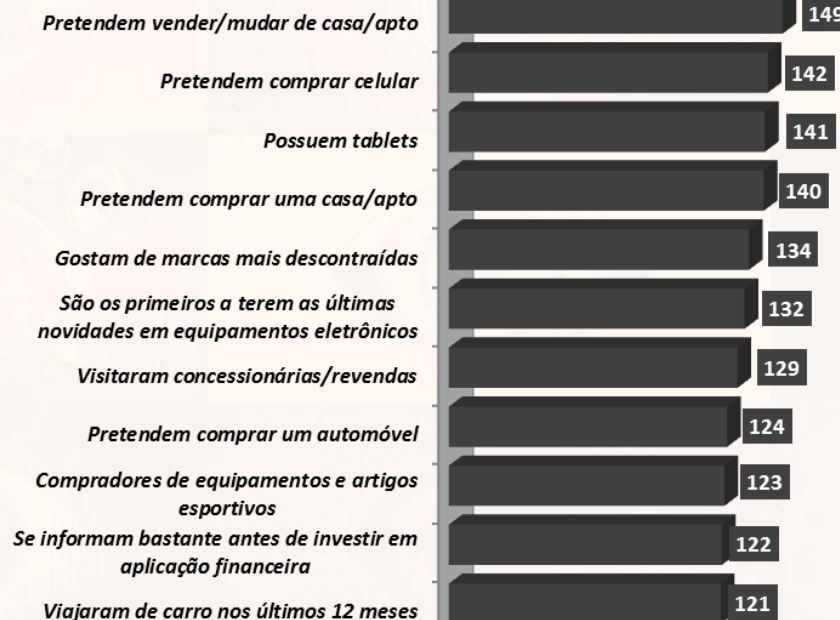 Pretendem vender/mudar de casa/apto 149
Pretendem comprar celular 142
Possuem tablets 141
Pretendem comprar uma casa/apto 140
Gostam de marcas mais descontraídas 134
São os primeiros a terem as últimas
novidades em equipamentos eletrônicos 132
Visitaram concessionárias/revendas 129
Pretendem comprar um automóvel 124
Compradores de equipamentos e artigos
esportivos 123
Se informam bastante antes de investir em
aplicação financeira 122
Viajaram de carro nos últimos 12 meses 121